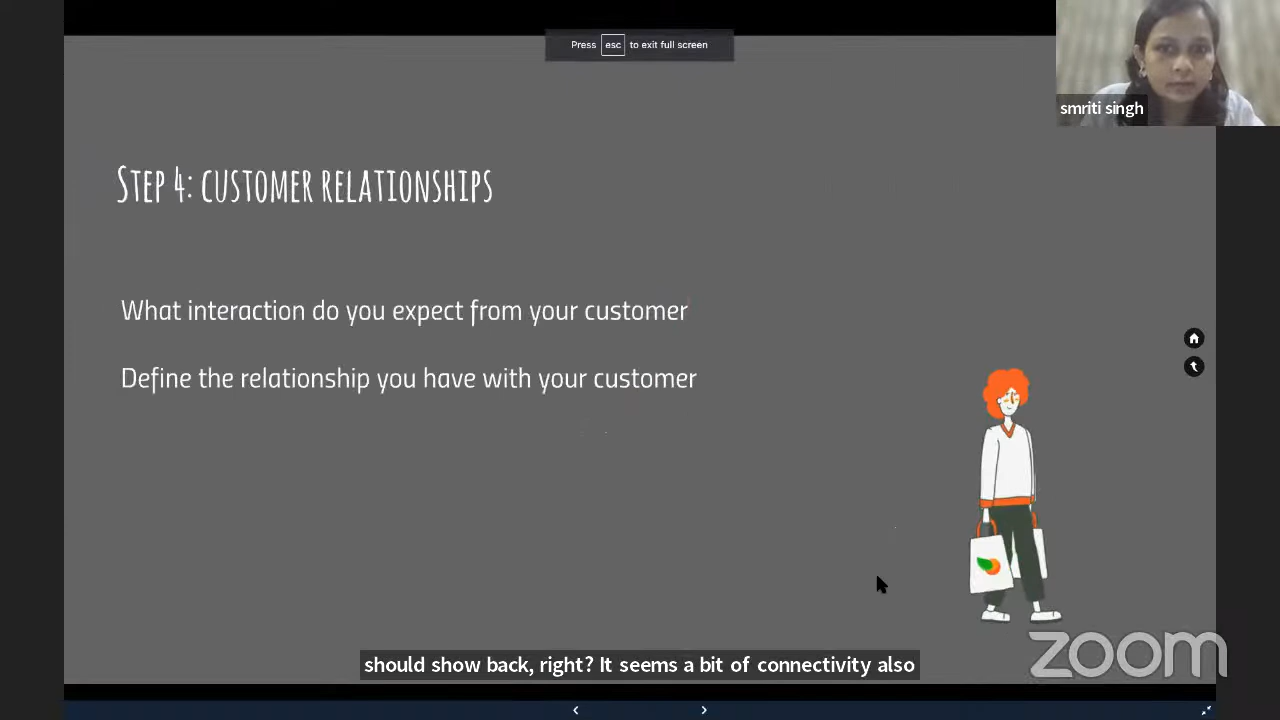 Press esc to exit full screen
smriti singh
Step 4: customer relationships
What interaction do you expect from your customer
Define the relationship you have with your customer
should show back, right? It seems a bit of connectivity also
zoom